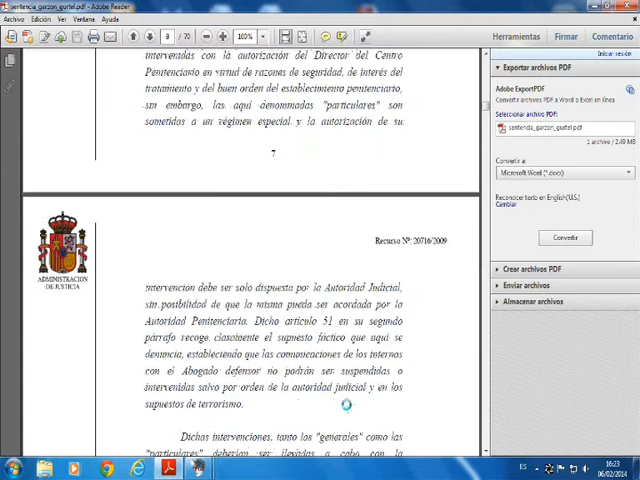 sentencia_garzon_gurtel.pdf - Adobe Reader
Archivo Edición Ver Ventana Ayuda
9 / 70 100%
Herramientas Firmar Comentario
Iniciar sesión
Exportar archivos PDF
Adobe ExportPDF
Convertir archivos PDF a Word o Excel en línea
Seleccionar archivo PDF:
sentencia_garzon_gurtel.pdf
1 archivo / 2.49 MB
Convertir a:
Microsoft Word (*.docx)
Reconocer texto en English(U.S.)
Cambiar
Convertir
Crear archivo PDF
Enviar archivos
Almacenar archivos
intervenidas con la autorización del Director del Centro
Penitenciario en virtud de razones de seguridad, de interés del
tratamiento y del buen orden del establecimiento penitenciario,
sin embargo, las aquí denominadas "particulares" son
sometidas a un régimen especial y la autorización de su
7
ADMINISTRACION
DE JUSTICIA
Recurso Nº: 20716/2009
intervención debe ser solo dispuesta por la Autoridad Judicial,
sin posibilidad de que la misma pueda ser acordada por la
Autoridad Penitenciaria. Dicho artículo 51 en su segundo
párrafo recoge claramente el supuesto fáctico que aquí se
denuncia, estableciendo que las comunicaciones de los internos
con el Abogado defensor no podrán ser suspendidas o
intervenidas salvo por orden de la autoridad judicial y en los
supuestos de terrorismo.
Dichas intervenciones, tanto las "generales" como las
"particulares" deberían ser llevadas a cabo con la
ES
16:23
06/02/2014